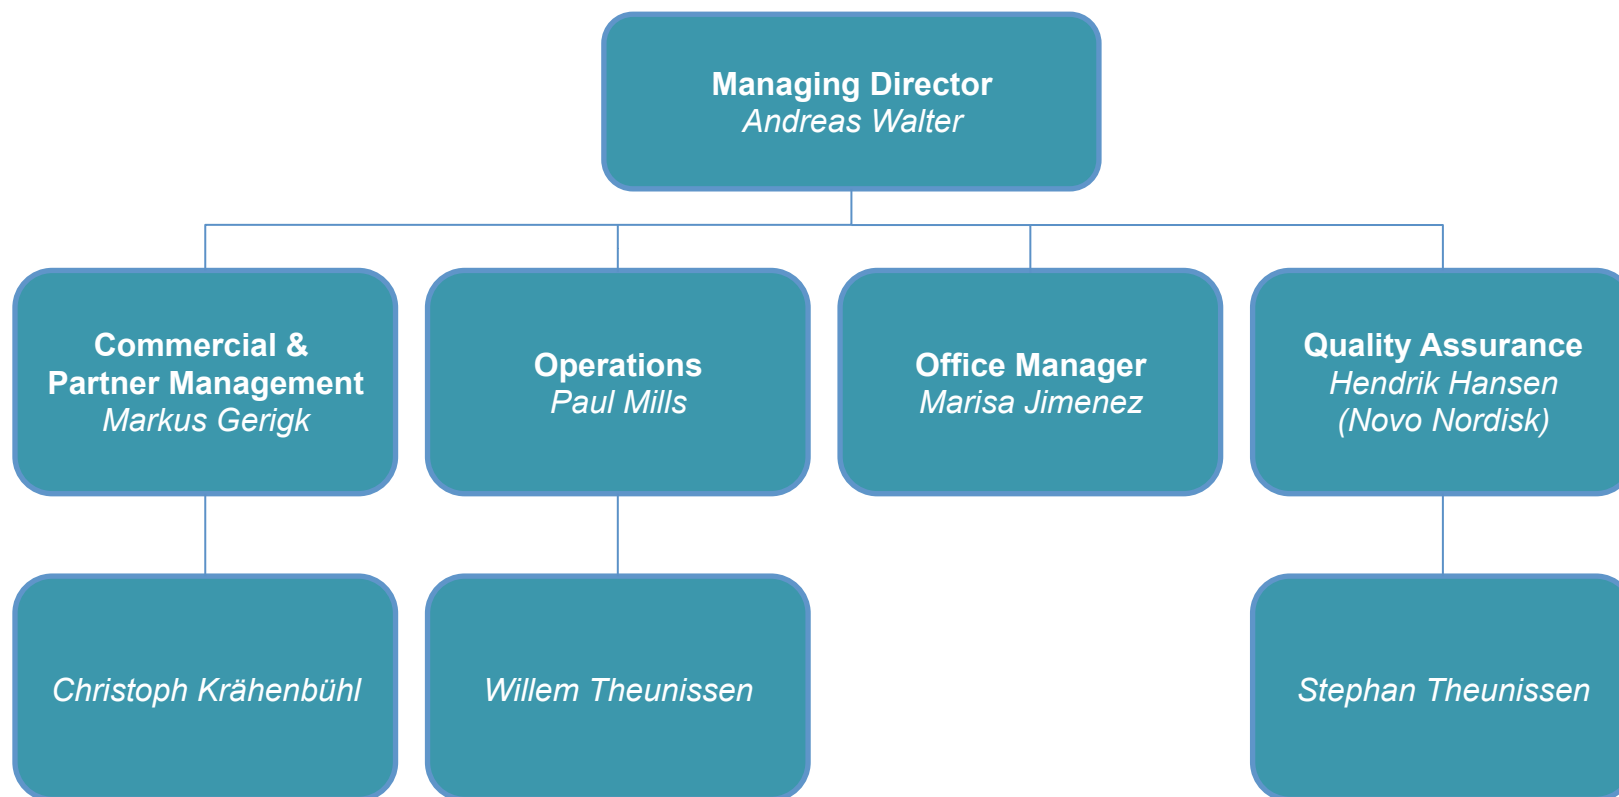 Managing Director
Andreas Walter
Commercial &
Partner Management
Markus Gerigk
Operations
Paul Mills
Office Manager
Marisa Jimenez
Quality Assurance
Hendrik Hansen
(Novo Nordisk)
Christoph Krähenbühl
Willem Theunissen
Stephan Theunissen